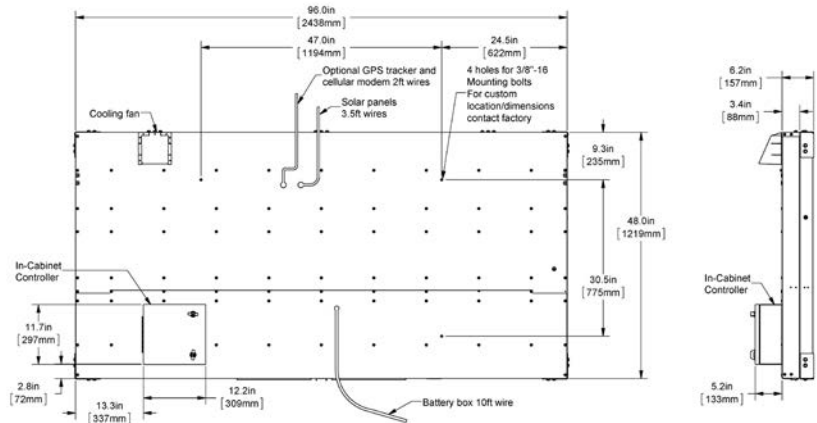 96.0in
[2438mm]
47.0in
[1194mm]
24.5in
[622mm]
Optional GPS tracker and
cellular modem 2ft wires
Solar panels
3.5ft wires
4 holes for 3/8"-16
Mounting bolts
For custom
location/dimensions
contact factory
Cooling fan
9.3in
[235mm]
48.0in
[1219mm]
30.5in
[775mm]
In-Cabinet
Controller
11.7in
[297mm]
2.8in
[72mm]
13.3in
[337mm]
12.2in
[309mm]
Battery box 10ft wire
6.2in
[157mm]
3.4in
[88mm]
In-Cabinet
Controller
5.2in
[133mm]